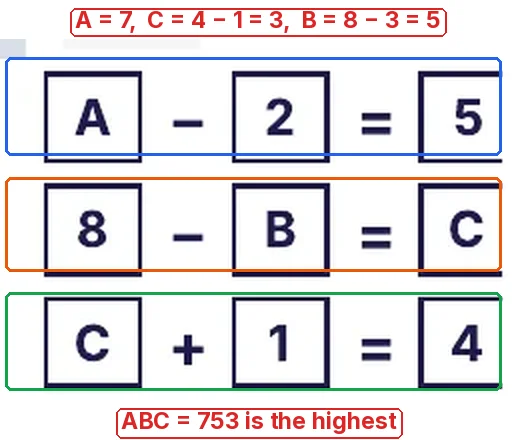 A = 7, C = 4 − 1 = 3, B = 8 − 3 = 5
A − 2 = 5
8 − B = C
C + 1 = 4
ABC = 753 is the highest